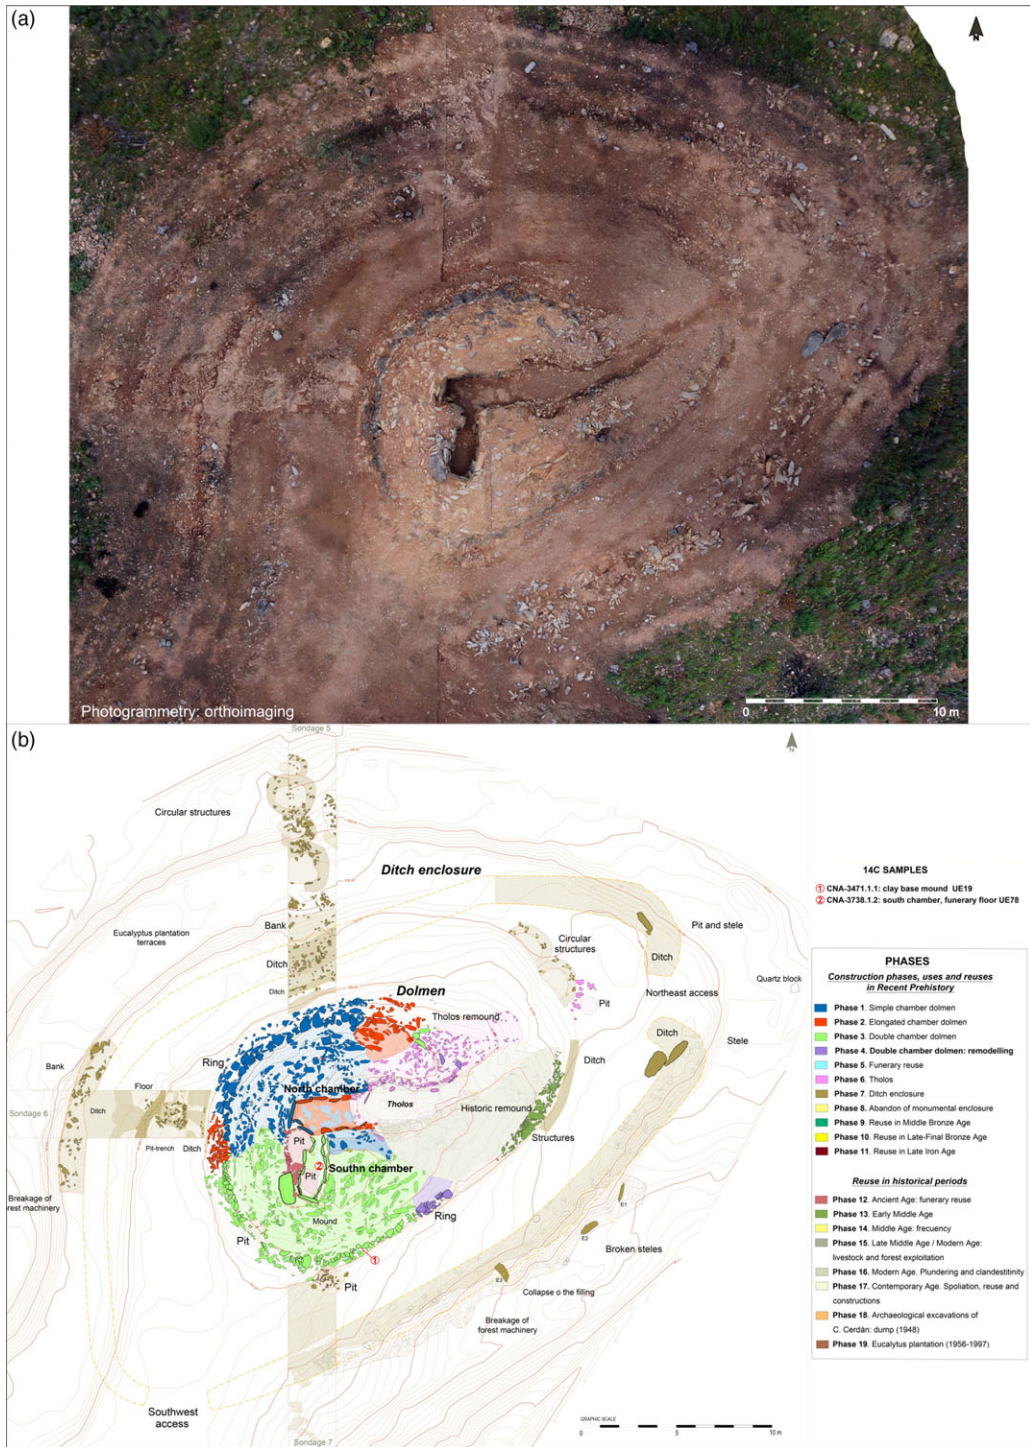 (a)
N
Photogrammetry: orthoimaging
0 10 m
(b)
Sondage 5
N
Circular structures
Ditch enclosure
Bank
Eucalyptus plantation
terraces
Ditch
Ditch
Circular
structures
Pit and stele
Ditch
Quartz block
Northeast access
Pit
Dolmen
Tholos remound
Ditch
Stele
Ring
Bank
Floor
North chamber
Tholos
Ditch
Historic remound
Sondage 6
Ditch
Pit-trench
Ditch
Structures
Pit
Southn chamber
2
Pit
Breakage
of
forest machinery
Mound
Ring
E1
Pit
E2
Broken steles
1
Pit
E3
Collapse o the filling
Breakage of
forest machinery
Southwest
access
Sondage 7
GRAPHIC SCALE
0 5 10 m
14C SAMPLES
1 CNA-3471.1.1: clay base mound UE19
2 CNA-3738.1.2: south chamber, funerary floor UE78
PHASES
Construction phases, uses and reuses
in Recent Prehistory
Phase 1. Simple chamber dolmen
Phase 2. Elongated chamber dolmen
Phase 3. Double chamber dolmen
Phase 4. Double chamber dolmen: remodelling
Phase 5. Funerary reuse
Phase 6. Tholos
Phase 7. Ditch enclosure
Phase 8. Abandon of monumental enclosure
Phase 9. Reuse in Middle Bronze Age
Phase 10. Reuse in Late-Final Bronze Age
Phase 11. Reuse in Late Iron Age
Reuse in historical periods
Phase 12. Ancient Age: funerary reuse
Phase 13. Early Middle Age
Phase 14. Middle Age: frecuency
Phase 15. Late Middle Age / Modern Age:
livestock and forest exploitation
Phase 16. Modern Age. Plundering and clandestinitity
Phase 17. Contemporary Age. Spoliation, reuse and
constructions
Phase 18. Archaeological excavations of
C. Cerdán: dump (1948)
Phase 19. Eucalytus plantation (1956-1997)